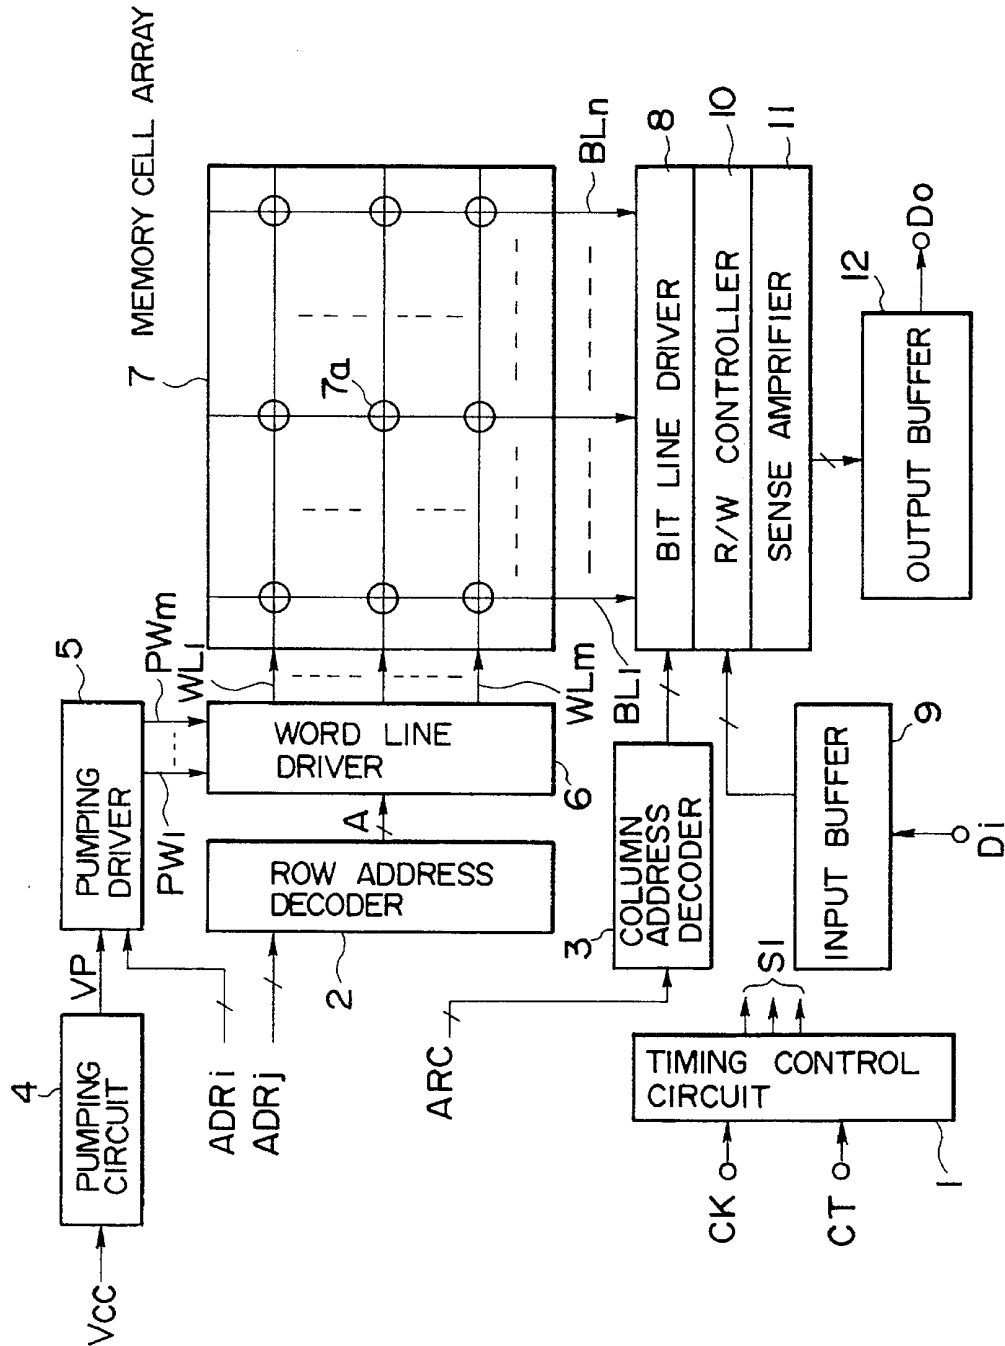 7 MEMORY CELL ARRAY
4
PUMPING
CIRCUIT
VCC
VP
5
PUMPING
DRIVER
PW1
PWm
ADRi
ADRj
2
ROW ADDRESS
DECODER
A
WORD LINE
DRIVER
6
WL1
WLm
7a
BL1
BLn
ARC
3
COLUMN
ADDRESS
DECODER
BIT LINE DRIVER
8
R/W CONTROLLER
10
SENSE AMPRIFIER
11
CK
CT
TIMING CONTROL
CIRCUIT
1
S1
INPUT BUFFER
9
Di
OUTPUT BUFFER
12
Do